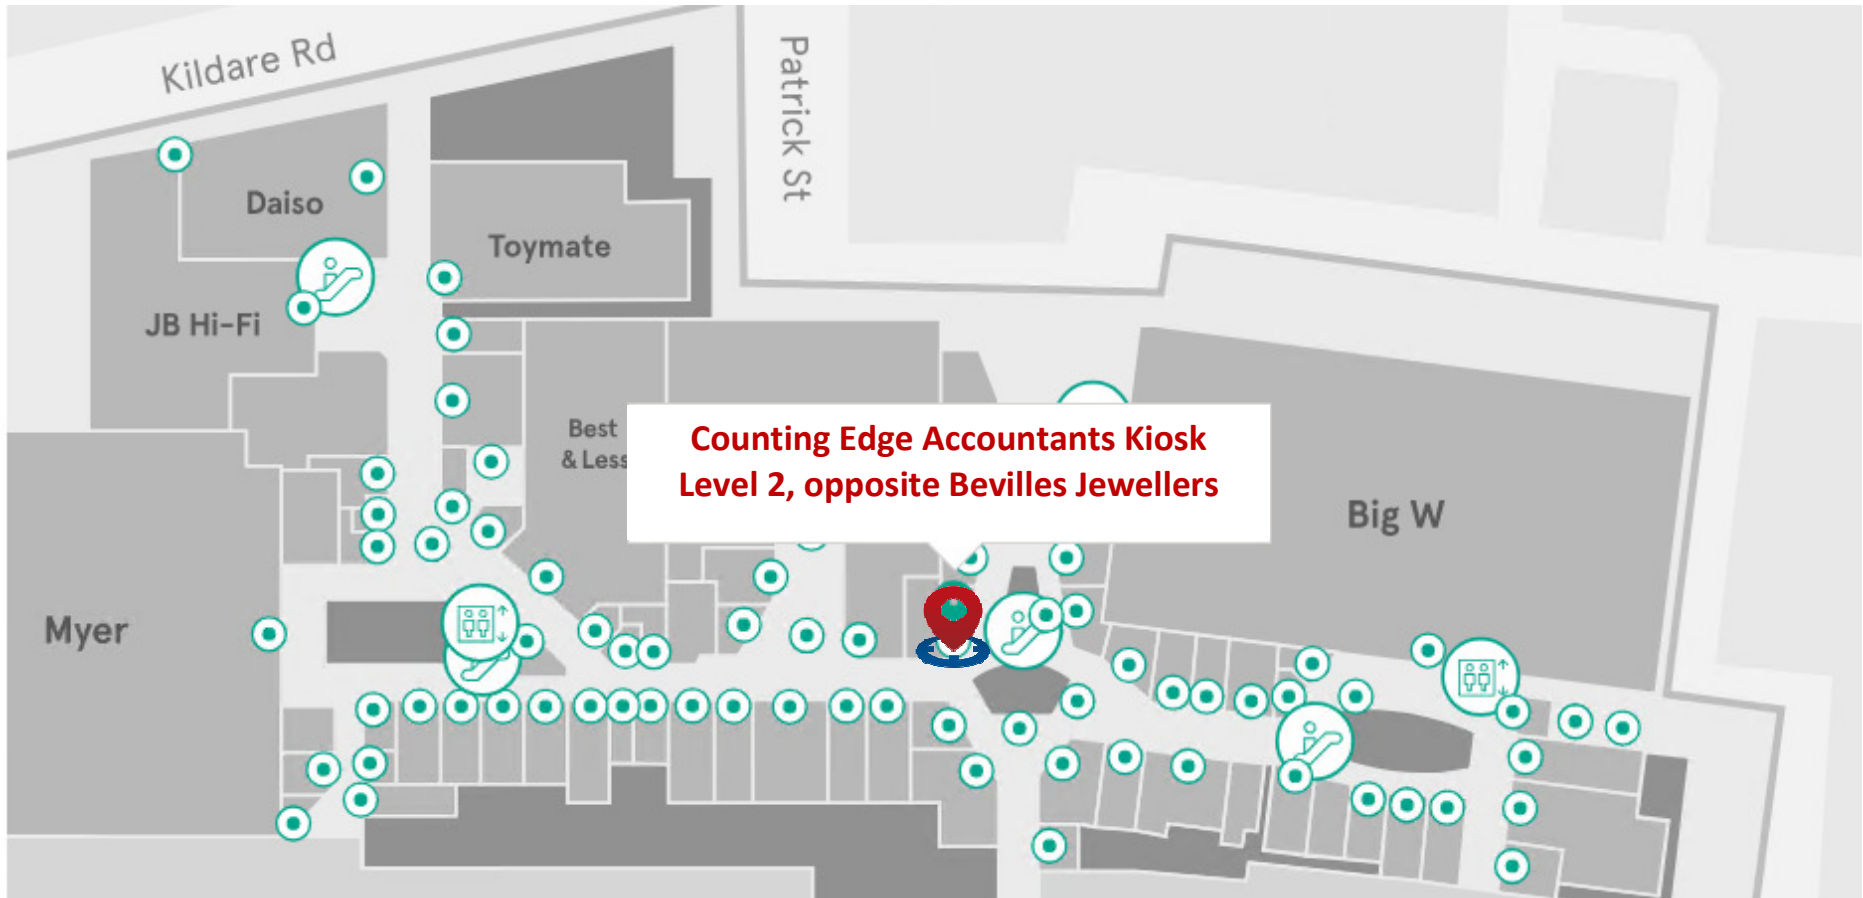 Kildare Rd
Patrick St
Daiso
Toymate
JB Hi-Fi
Best
& Less
Counting Edge Accountants Kiosk
Level 2, opposite Bevilles Jewellers
Big W
Myer